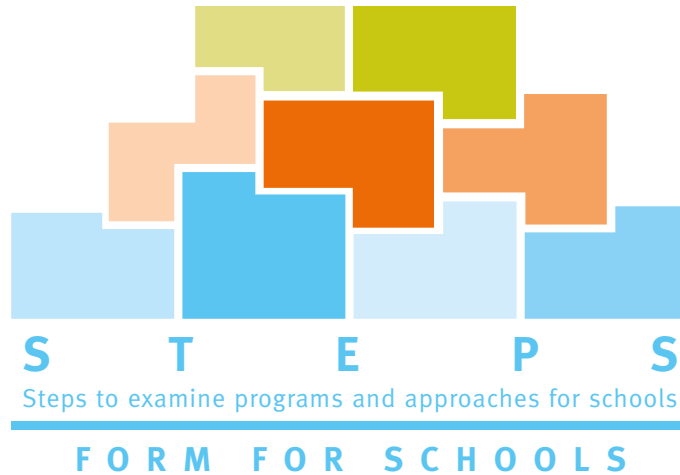 S T E P S
Steps to examine programs and approaches for schools
FORM FOR SCHOOLS